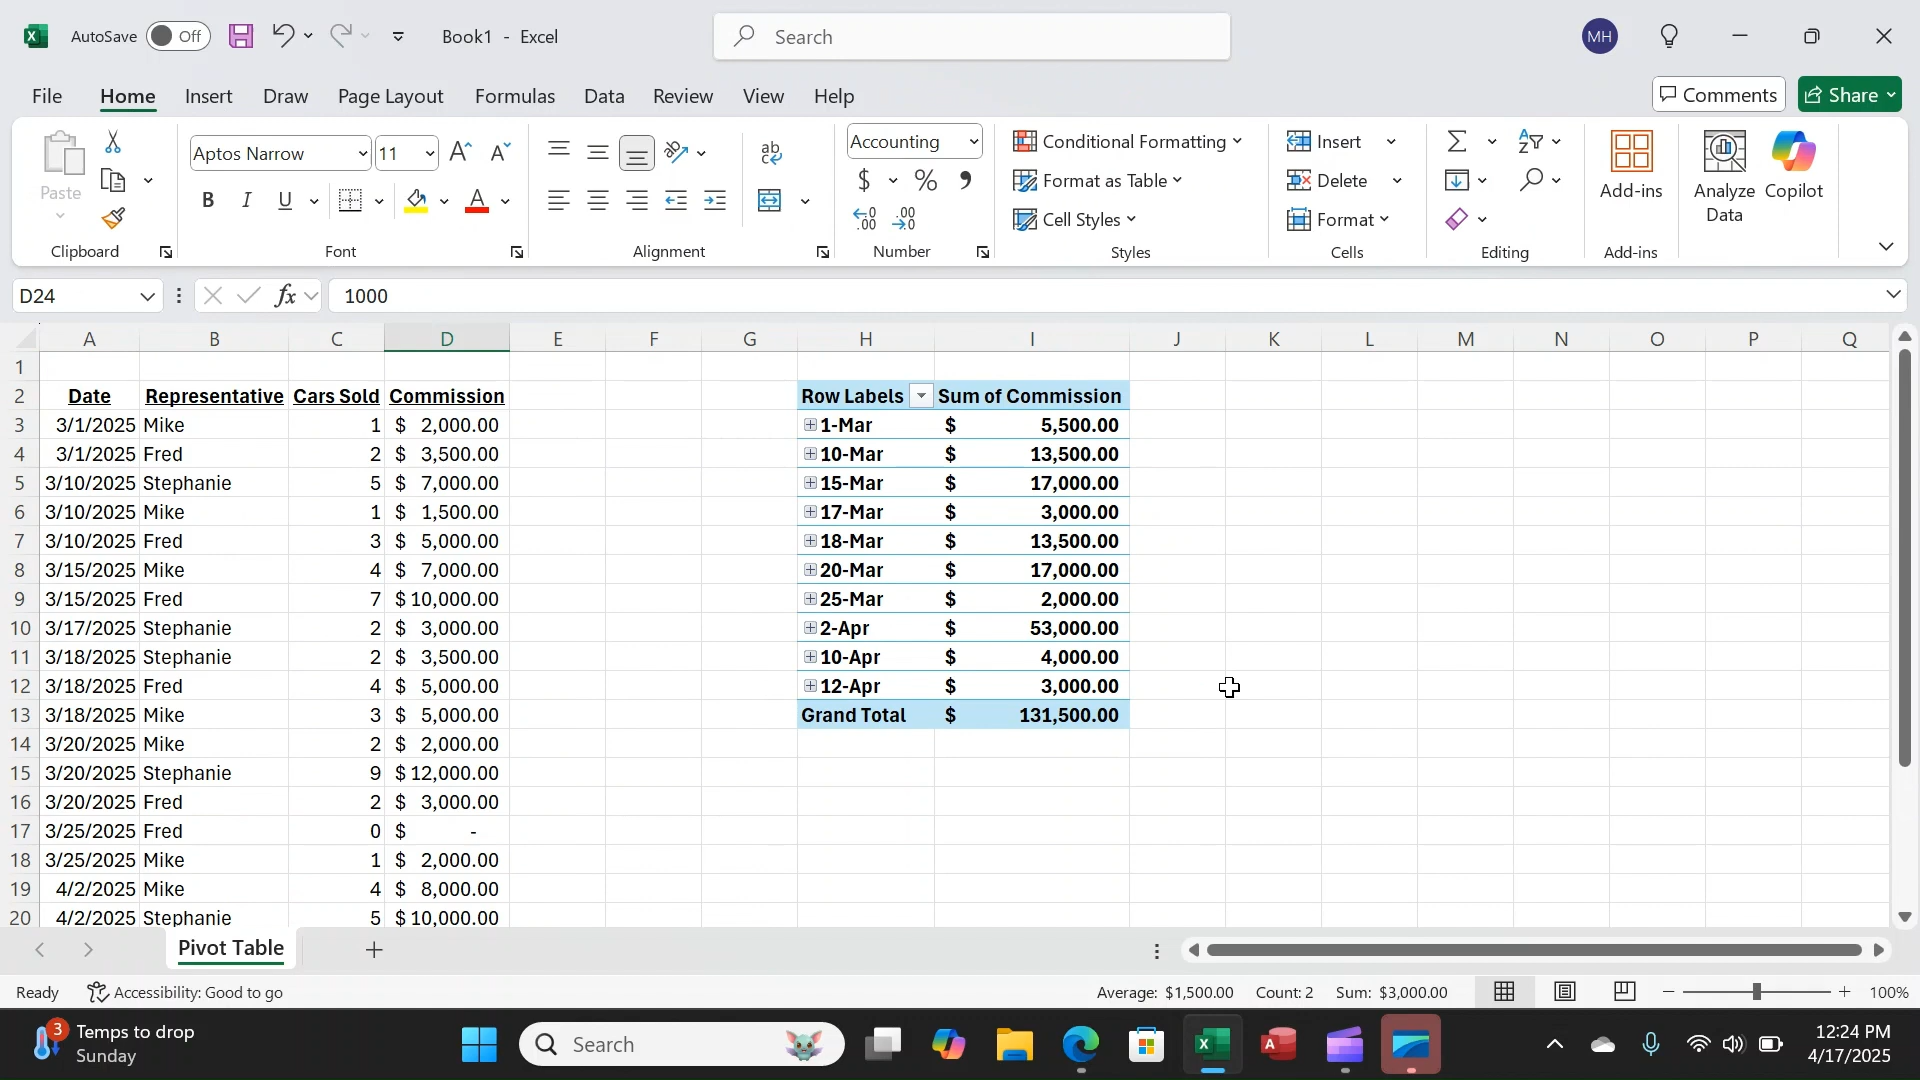 AutoSave Off Book1 - Excel Search MH
File Home Insert Draw Page Layout Formulas Data Review View Help Comments Share
Paste
Clipboard
Aptos Narrow 11
B I U A
Font
ab
Alignment
Accounting
$ % ,
Number
Conditional Formatting
Format as Table
Cell Styles
Styles
Insert
Delete
Format
Cells
Editing
Add-ins
Add-ins
Analyze Data
Copilot
D24 fx 1000
A B C D E F G H I J K L M N O P Q
1
2 Date Representative Cars Sold Commission Row Labels Sum of Commission
3 3/1/2025 Mike 1 $ 2,000.00 1-Mar $ 5,500.00
4 3/1/2025 Fred 2 $ 3,500.00 10-Mar $ 13,500.00
5 3/10/2025 Stephanie 5 $ 7,000.00 15-Mar $ 17,000.00
6 3/10/2025 Mike 1 $ 1,500.00 17-Mar $ 3,000.00
7 3/10/2025 Fred 3 $ 5,000.00 18-Mar $ 13,500.00
8 3/15/2025 Mike 4 $ 7,000.00 20-Mar $ 17,000.00
9 3/15/2025 Fred 7 $ 10,000.00 25-Mar $ 2,000.00
10 3/17/2025 Stephanie 2 $ 3,000.00 2-Apr $ 53,000.00
11 3/18/2025 Stephanie 2 $ 3,500.00 10-Apr $ 4,000.00
12 3/18/2025 Fred 4 $ 5,000.00 12-Apr $ 3,000.00
13 3/18/2025 Mike 3 $ 5,000.00 Grand Total $ 131,500.00
14 3/20/2025 Mike 2 $ 2,000.00
15 3/20/2025 Stephanie 9 $ 12,000.00
16 3/20/2025 Fred 2 $ 3,000.00
17 3/25/2025 Fred 0 $ -
18 3/25/2025 Mike 1 $ 2,000.00
19 4/2/2025 Mike 4 $ 8,000.00
20 4/2/2025 Stephanie 5 $ 10,000.00
Pivot Table
Ready Accessibility: Good to go Average: $1,500.00 Count: 2 Sum: $3,000.00 100%
3 Temps to drop
Sunday
Search
12:24 PM
4/17/2025